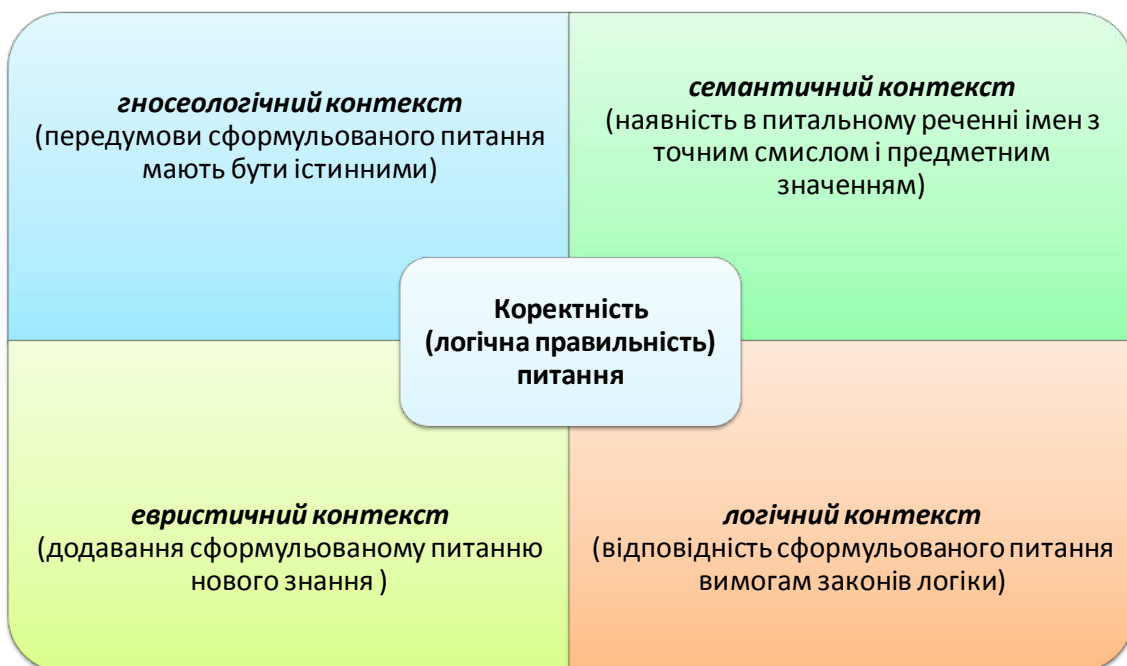 гносеологічний контекст
(передумови сформульованого питання
мають бути істинними)
семантичний контекст
(наявність в питальному реченні імен з
точним смислом і предметним
значенням)
Коректність
(логічна правильність)
питання
евристичний контекст
(додавання сформульованому питанню
нового знання )
логічний контекст
(відповідність сформульованого питання
вимогам законів логіки)